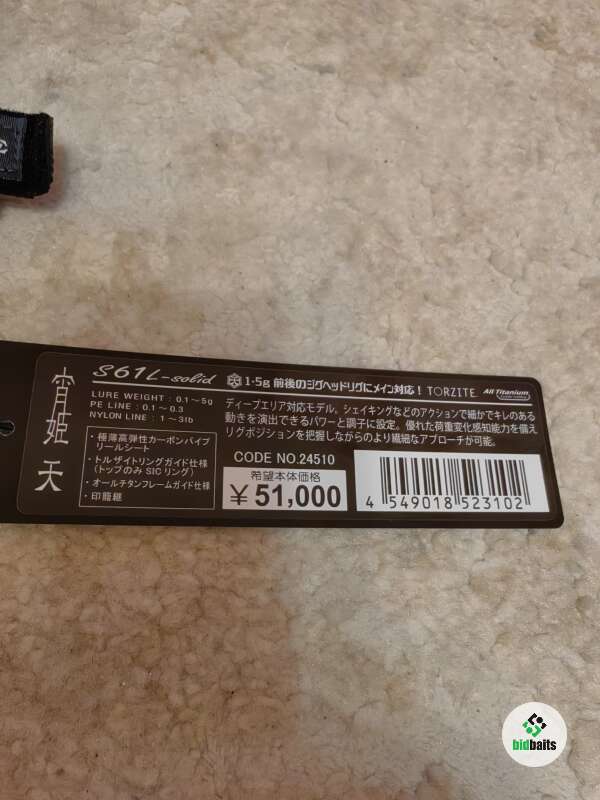 宵姫 天
S61L-solid
LURE WEIGHT : 0.1～5g
PE LINE : 0.1～0.3
NYLON LINE : 1～3lb
・極薄高弾性カーボンパイプ
リールシート
・トルザイトリングガイド仕様
（トップのみ SIC リング）
・オールチタンフレームガイド仕様
・印籠継
1・5g 前後のジグヘッドリグにメイン対応！ TORZITE All Titanium
ディープエリア対応モデル。シェイキングなどのアクションで細かでキレのある
動きを演出できるパワーと調子に設定。優れた荷重変化感知能力を備え
リグポジションを把握しながらのより繊細なアプローチが可能。
CODE NO.24510
希望本体価格
¥ 51,000
4 549018 523102
bidbaits